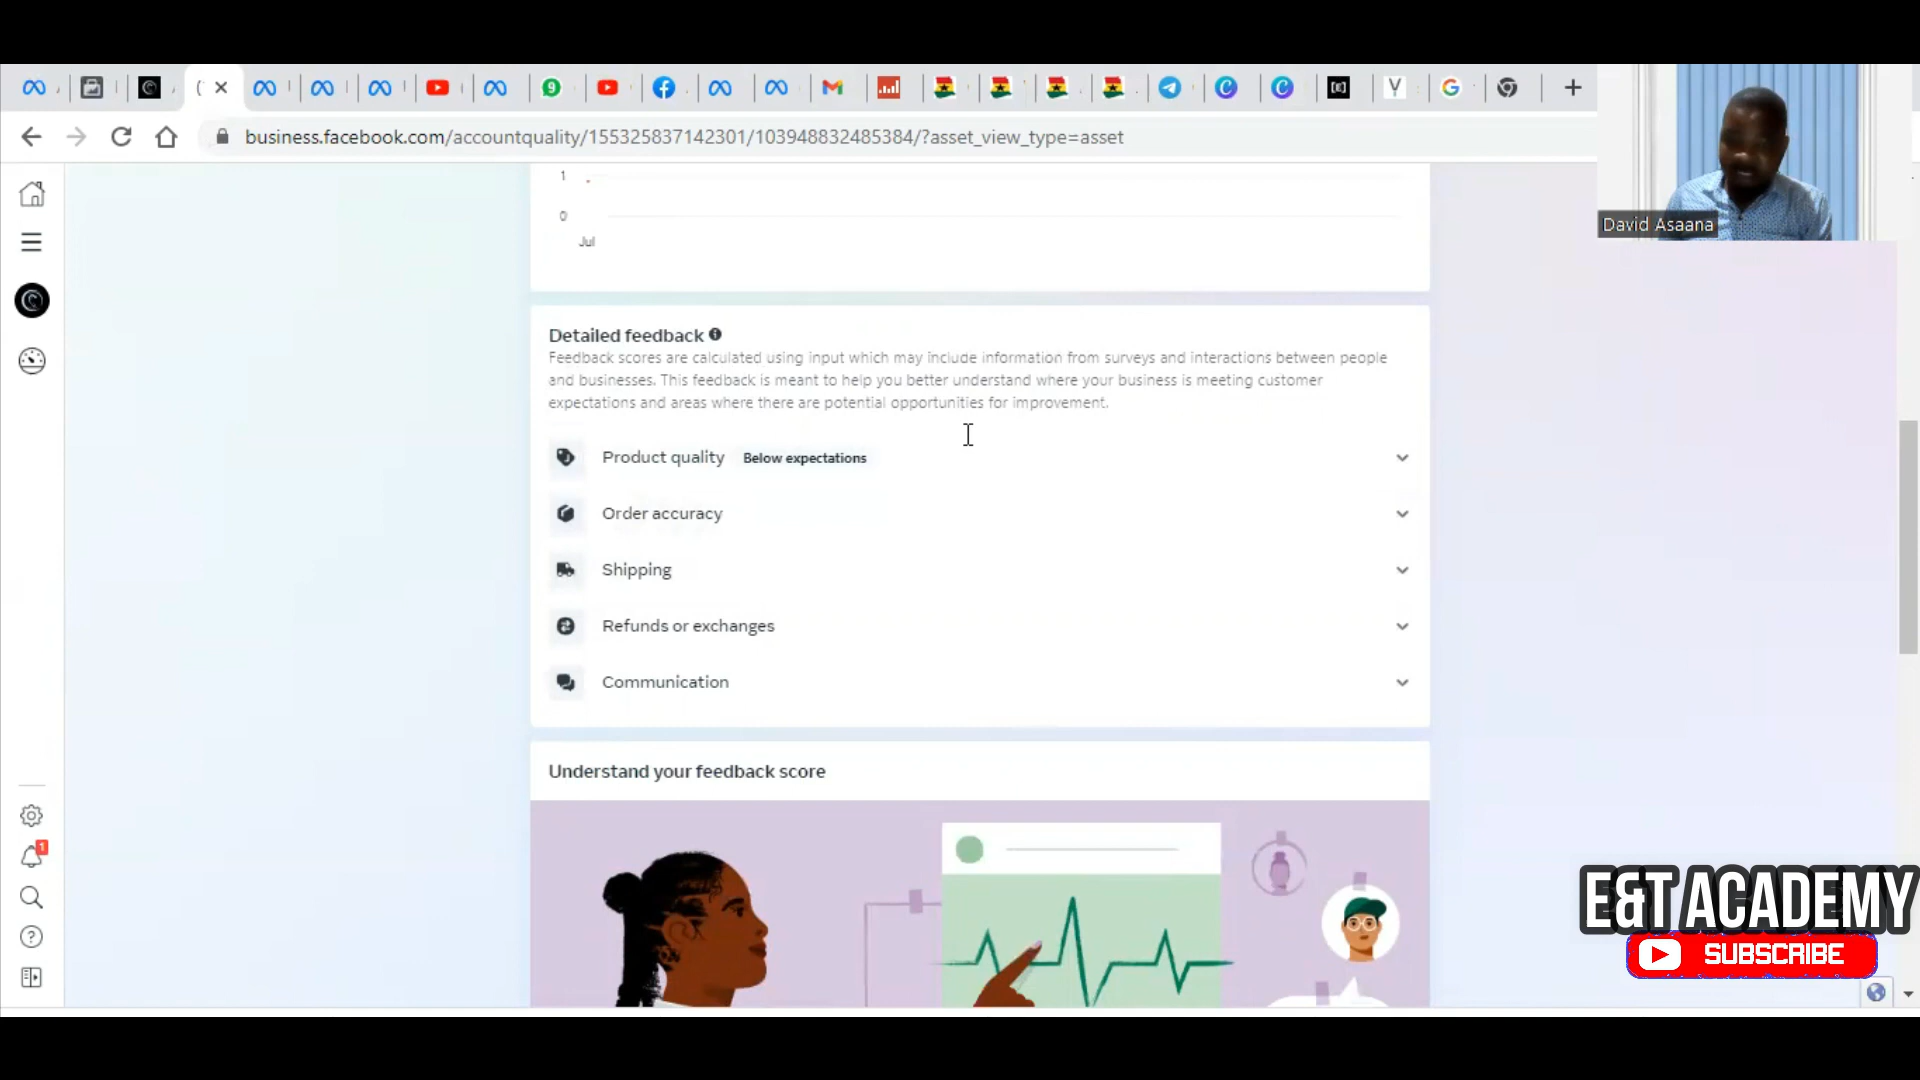 9
business.facebook.com/accountquality/155325837142301/103948832485384/?asset_view_type=asset
David Asaana
1
0
Jul
Detailed feedback
Feedback scores are calculated using input which may include information from surveys and interactions between people
and businesses. This feedback is meant to help you better understand where your business is meeting customer
expectations and areas where there are potential opportunities for improvement.
Product quality Below expectations
Order accuracy
Shipping
Refunds or exchanges
Communication
Understand your feedback score
1
E&T ACADEMY
SUBSCRIBE